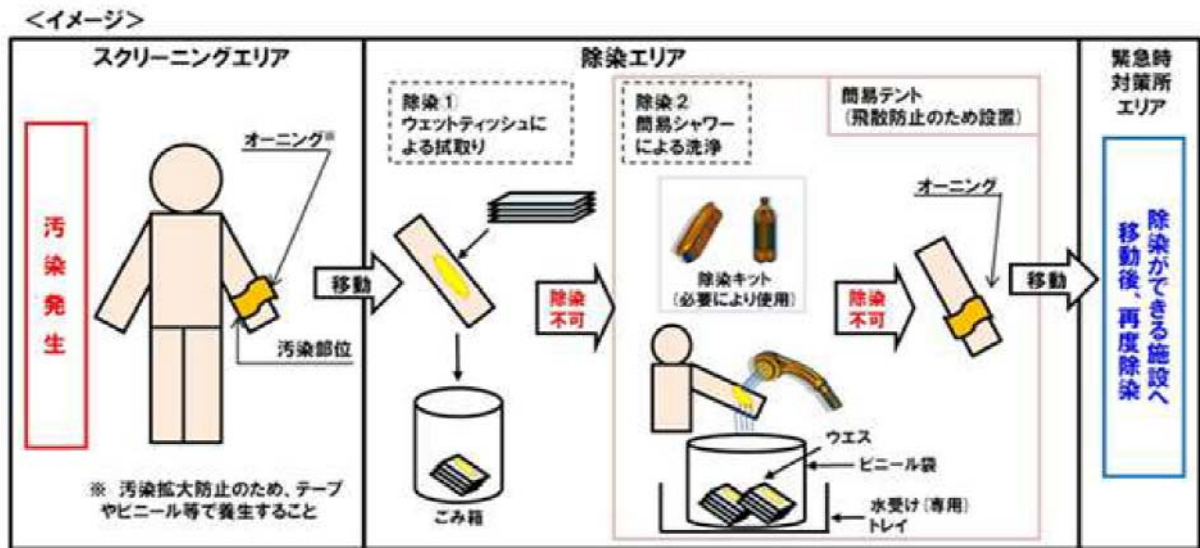 ＜イメージ＞
スクリーニングエリア
汚染発生
オーニング※
汚染部位
※ 汚染拡大防止のため、テープ
やビニール等で養生すること
移動
除染エリア
除染①
ウェットティッシュに
よる拭取り
ごみ箱
除染
不可
除染２
簡易シャワー
による洗浄
簡易テント
（飛散防止のため設置）
除染キット
（必要により使用）
ウエス
ビニール袋
水受け（専用）
トレイ
除染
不可
オーニング
移動
緊急時
対策所
エリア
除染ができる施設へ
移動後、再度除染